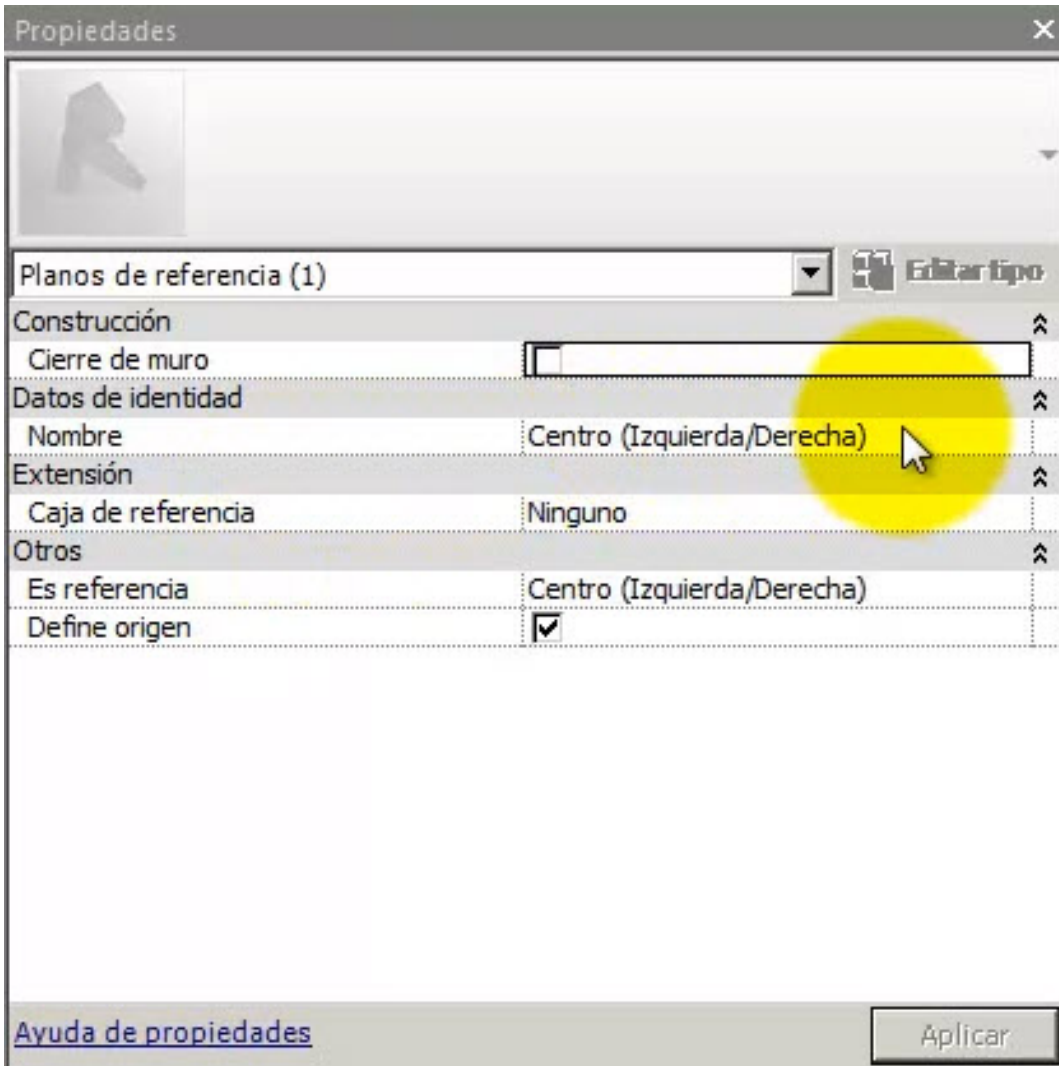 Propiedades
Planos de referencia (1)
Editar tipo
Construcción
Cierre de muro
Datos de identidad
Nombre Centro (Izquierda/Derecha)
Extensión
Caja de referencia Ninguno
Otros
Es referencia Centro (Izquierda/Derecha)
Define origen
Ayuda de propiedades
Aplicar